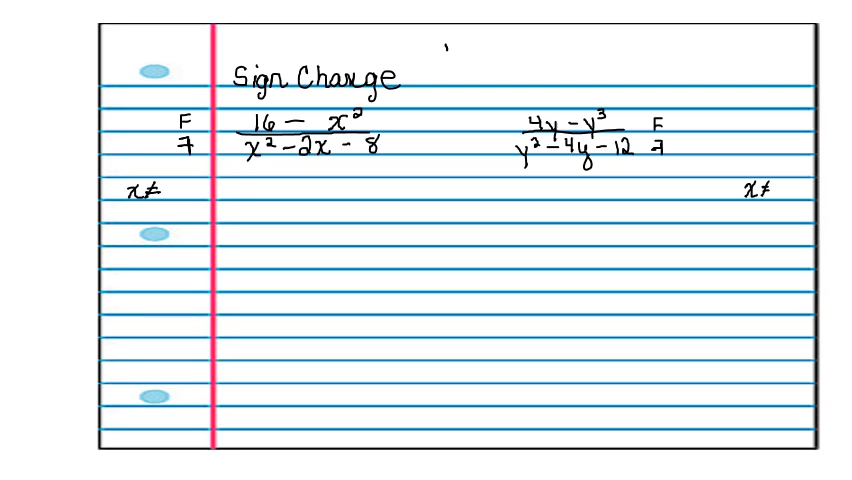 Sign Change
F 16 - x² 4y - y³ F
7 x² - 2x - 8 y² - 4y - 12 7
x≠ x≠